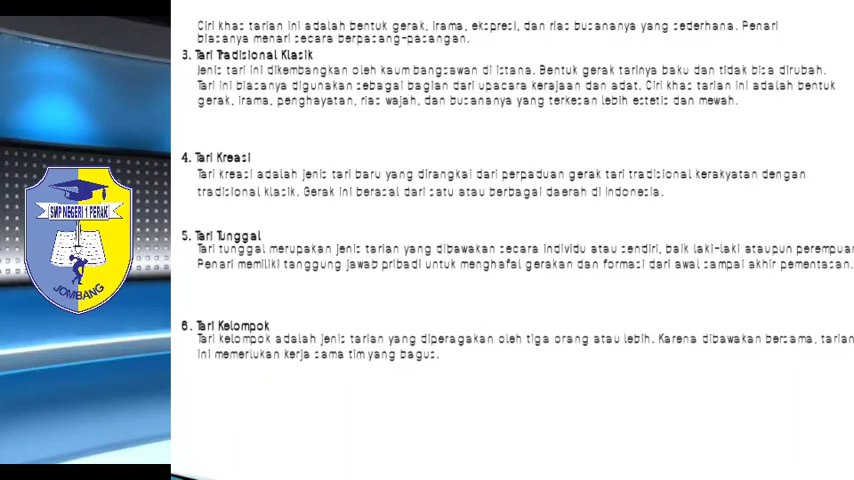 Ciri khas tarian ini adalah bentuk gerak, irama, ekspresi, dan rias busananya yang sederhana. Penari
biasanya menari secara berpasang-pasangan.
3. Tari Tradisional Klasik
Jenis tari ini dikembangkan oleh kaum bangsawan di istana. Bentuk gerak tarinya baku dan tidak bisa dirubah.
Tari ini biasanya digunakan sebagai bagian dari upacara kerajaan dan adat. Ciri khas tarian ini adalah bentuk
gerak, irama, penghayatan, rias wajah, dan busananya yang terkesan lebih estetis dan mewah.
4. Tari Kreasi
Tari kreasi adalah jenis tari baru yang dirangkai dari perpaduan gerak tari tradisional kerakyatan dengan
tradisional klasik. Gerak ini berasal dari satu atau berbagai daerah di Indonesia.
SMP NEGERI 1 PERAK
JOMBANG
5. Tari Tunggal
Tari tunggal merupakan jenis tarian yang dibawakan secara individu atau sendiri, baik laki-laki ataupun perempuan
Penari memiliki tanggung jawab pribadi untuk menghafal gerakan dan formasi dari awal sampai akhir pementasan.
6. Tari Kelompok
Tari kelompok adalah jenis tarian yang diperagakan oleh tiga orang atau lebih. Karena dibawakan bersama, tarian
ini memerlukan kerja sama tim yang bagus.